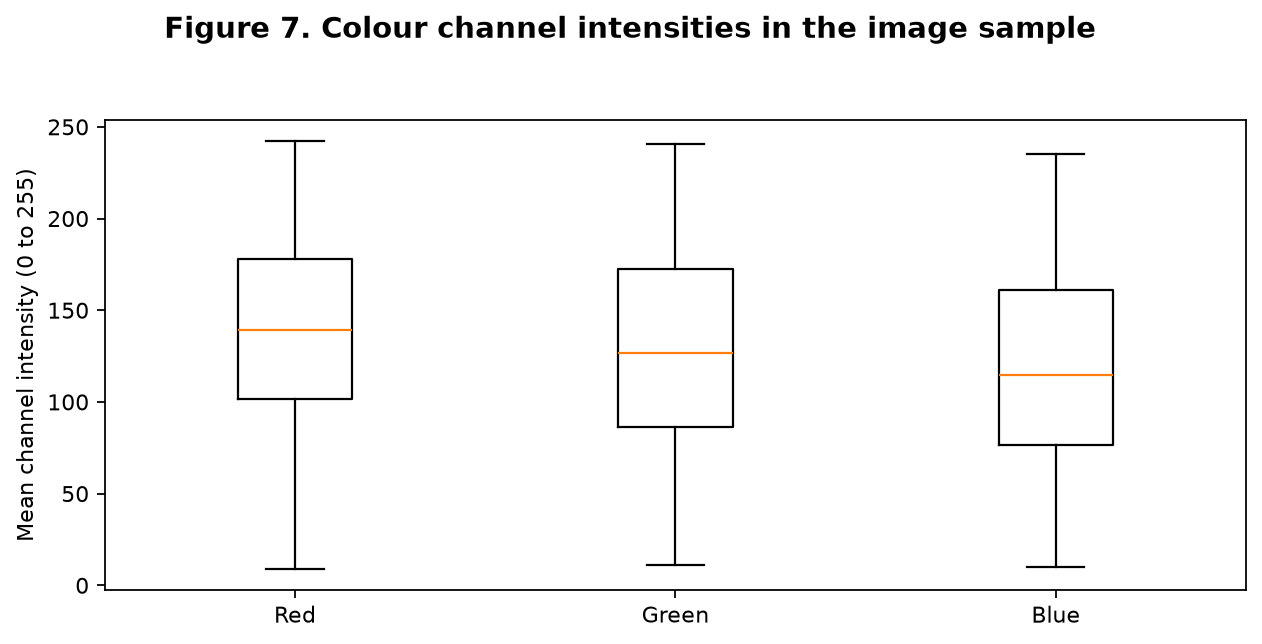 Figure 7. Colour channel intensities in the image sample
Mean channel intensity (0 to 255)
250
200
150
100
50
0
Red
Green
Blue